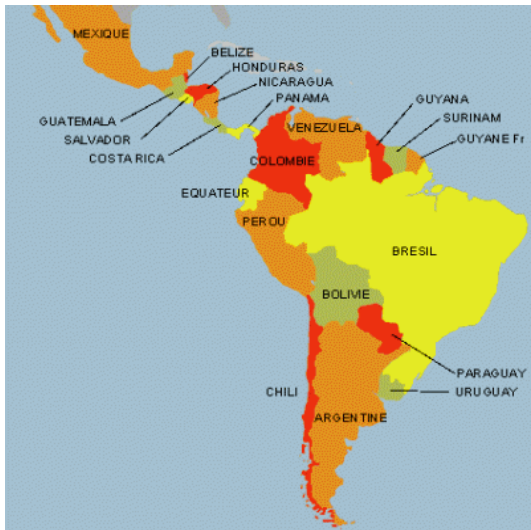 MEXIQUE
BELIZE
HONDURAS
NICARAGUA
PANAMA
GUATEMALA
SALVADOR
COSTA RICA
GUYANA
SURINAM
GUYANE Fr
VENEZUELA
COLOMBIE
EQUATEUR
PEROU
BRESIL
BOLIVIE
PARAGUAY
URUGUAY
CHILI
ARGENTINE